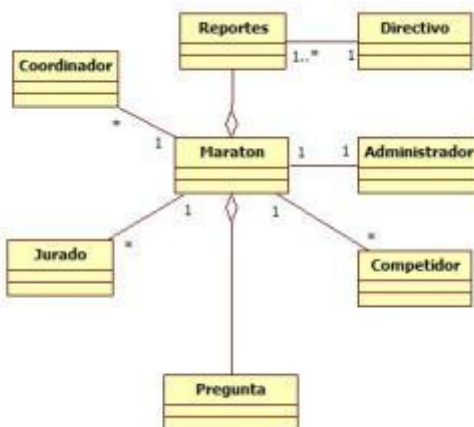 Reportes
Directivo
1..*
1
Coordinador
*
1
Maraton
1
1
Administrador
1
1
Jurado
*
*
Competidor
Pregunta